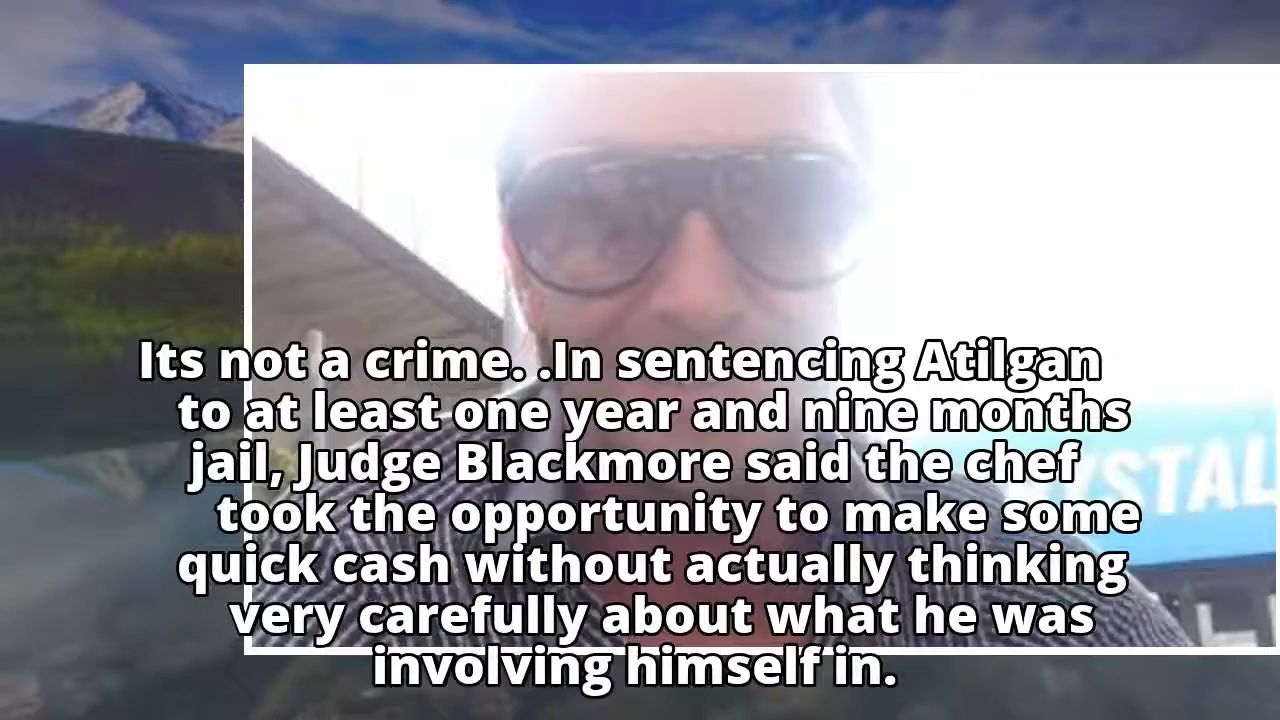 Its not a crime. .In sentencing Atilgan
to at least one year and nine months
jail, Judge Blackmore said the chef
took the opportunity to make some
quick cash without actually thinking
very carefully about what he was
involving himself in.
YSTAL